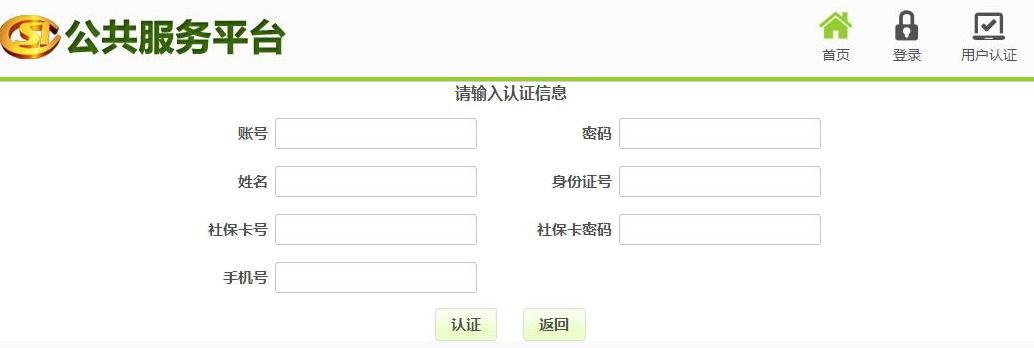 SI 公共服务平台
首页 登录 用户认证
请输入认证信息
账号 密码
姓名 身份证号
社保卡号 社保卡密码
手机号
认证 返回